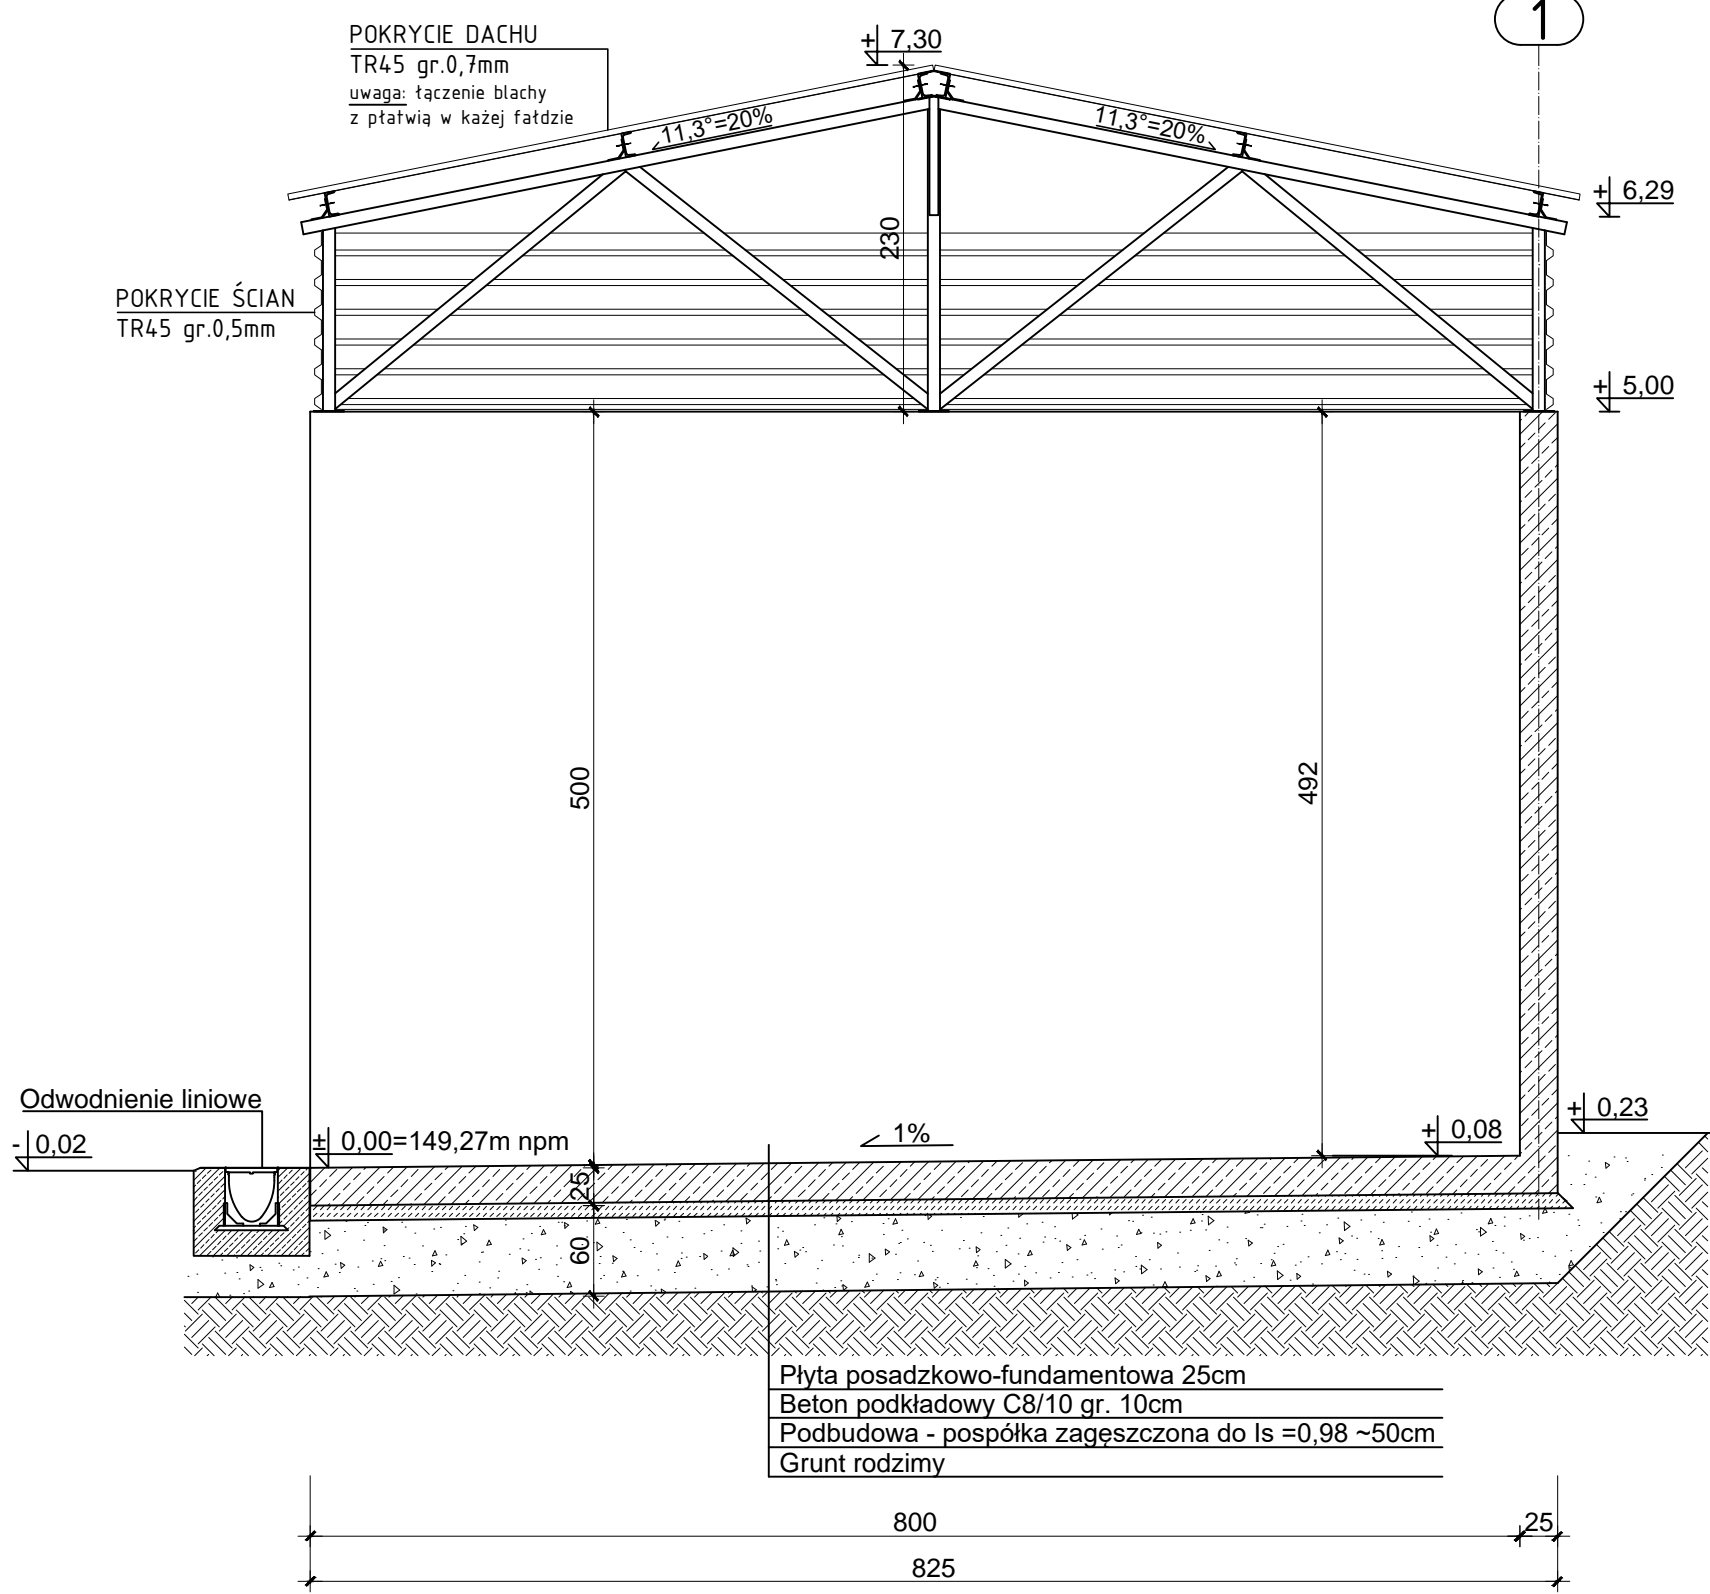 1
POKRYCIE DACHU
TR45 gr.0,7mm
uwaga: łączenie blachy
z płatwią w każej fałdzie
+ 7,30
11,3°=20%
11,3°=20%
+ 6,29
230
POKRYCIE ŚCIAN
TR45 gr.0,5mm
+ 5,00
500
492
Odwodnienie liniowe
- 0,02
± 0,00=149,27m npm
1%
+ 0,08
+ 0,23
25
60
Płyta posadzkowo-fundamentowa 25cm
Beton podkładowy C8/10 gr. 10cm
Podbudowa - pospółka zagęszczona do Is =0,98 ~50cm
Grunt rodzimy
800
25
825